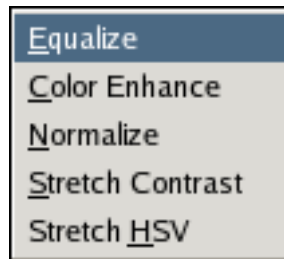 Equalize
Color Enhance
Normalize
Stretch Contrast
Stretch HSV